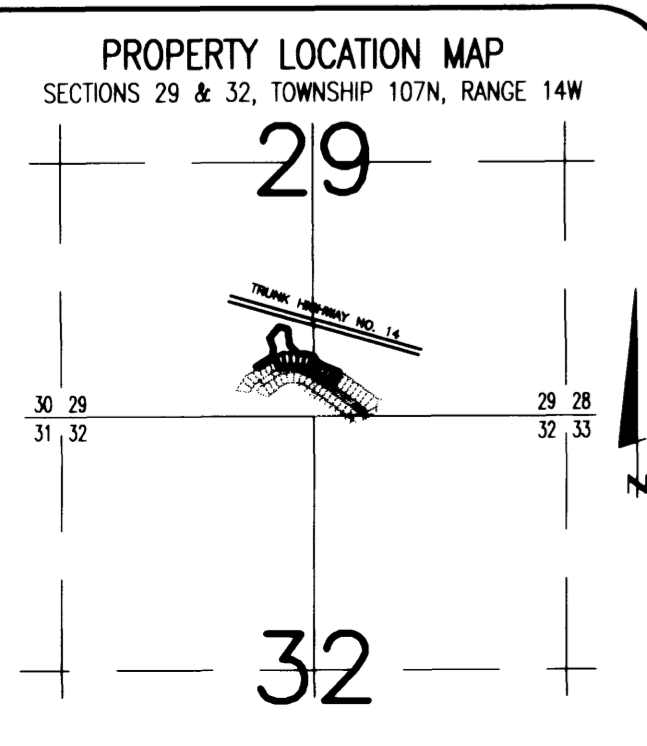 PROPERTY LOCATION MAP
SECTIONS 29 & 32, TOWNSHIP 107N, RANGE 14W
29
TRUNK HIGHWAY NO. 14
30 29
29 28
31 32
32 33
N
32